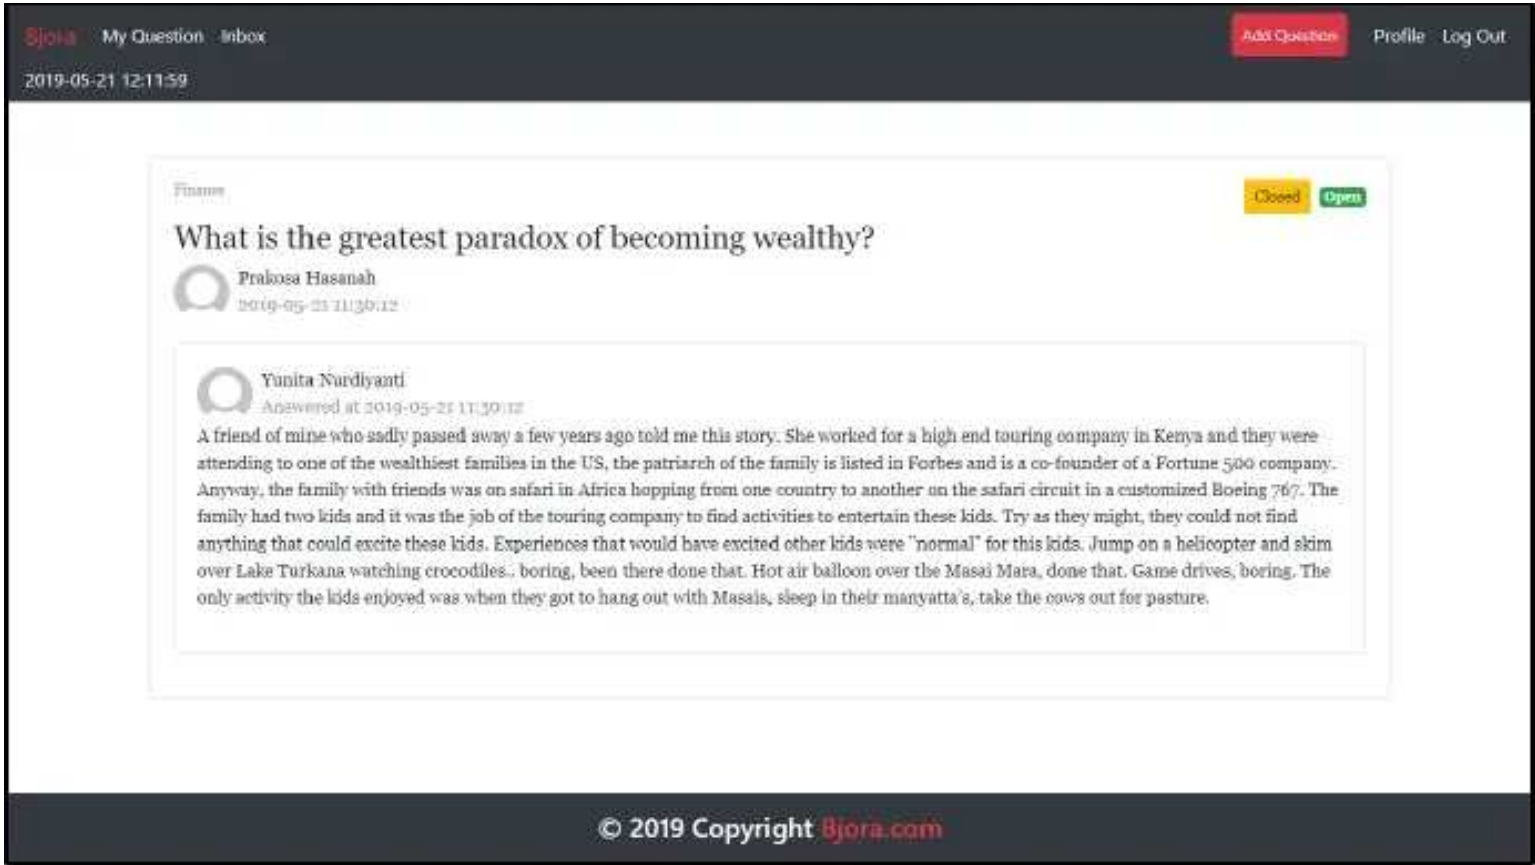 Bjora My Question Inbox Add Question Profile Log Out
2019-05-21 12:11:59
Finance Closed Open
What is the greatest paradox of becoming wealthy?
Prakosa Hasanah
2019-05-21 11:30:12
Yunita Nurdiyanti
Answered at 2019-05-21 11:30:12
A friend of mine who sadly passed away a few years ago told me this story. She worked for a high end touring company in Kenya and they were
attending to one of the wealthiest families in the US, the patriarch of the family is listed in Forbes and is a co-founder of a Fortune 500 company.
Anyway, the family with friends was on safari in Africa hopping from one country to another on the safari circuit in a customized Boeing 767. The
family had two kids and it was the job of the touring company to find activities to entertain these kids. Try as they might, they could not find
anything that could excite these kids. Experiences that would have excited other kids were "normal" for this kids. Jump on a helicopter and skim
over Lake Turkana watching crocodiles.. boring, been there done that. Hot air balloon over the Masai Mara, done that. Game drives, boring. The
only activity the kids enjoyed was when they got to hang out with Masais, sleep in their manyatta's, take the cows out for pasture.
© 2019 Copyright Bjora.com